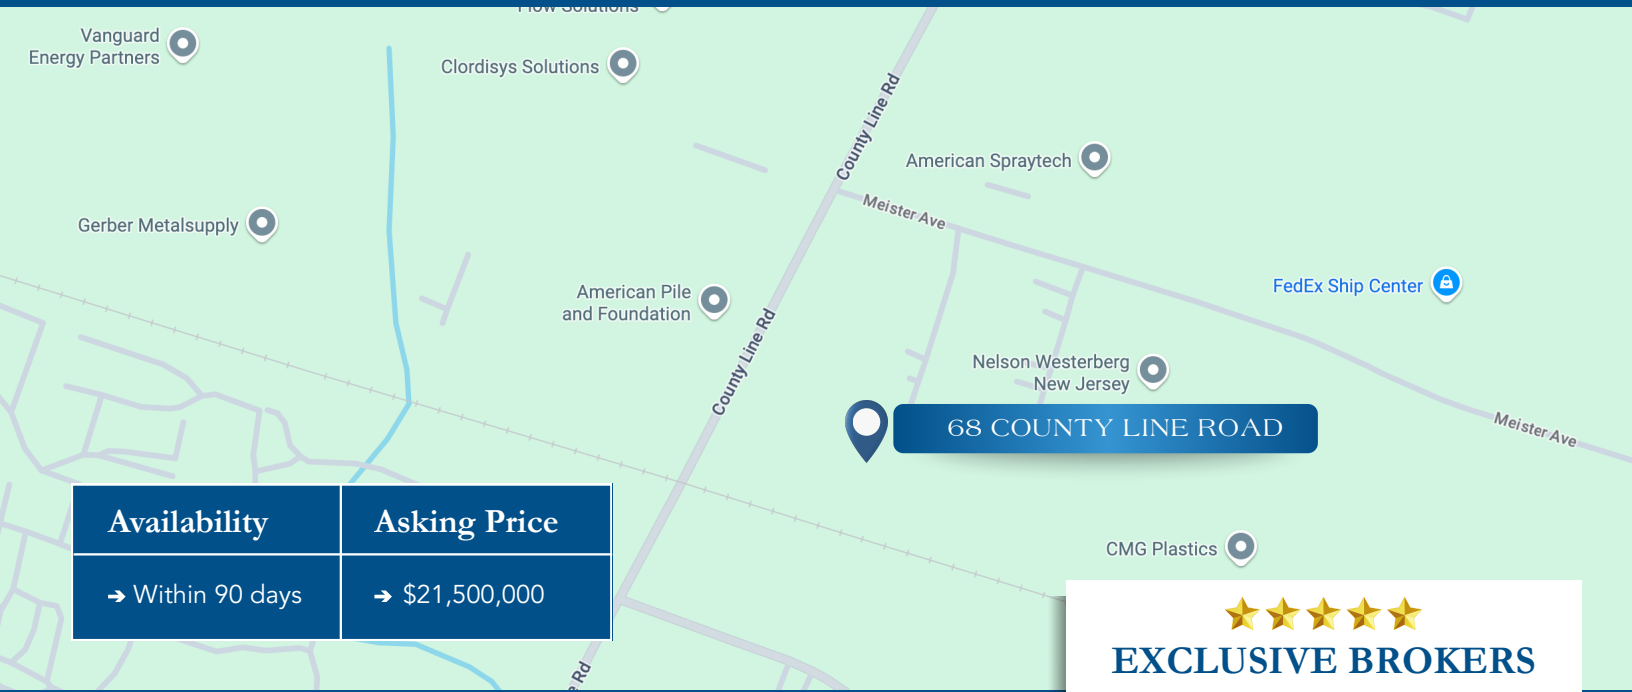 Flow Solutions
Vanguard
Energy Partners
Clordisys Solutions
County Line Rd
American Spraytech
Meister Ave
Gerber Metalsupply
FedEx Ship Center
American Pile
and Foundation
County Line Rd
Nelson Westerberg
New Jersey
68 COUNTY LINE ROAD
Meister Ave
Availability
Asking Price
CMG Plastics
➔ Within 90 days
➔ $21,500,000
EXCLUSIVE BROKERS
e Rd